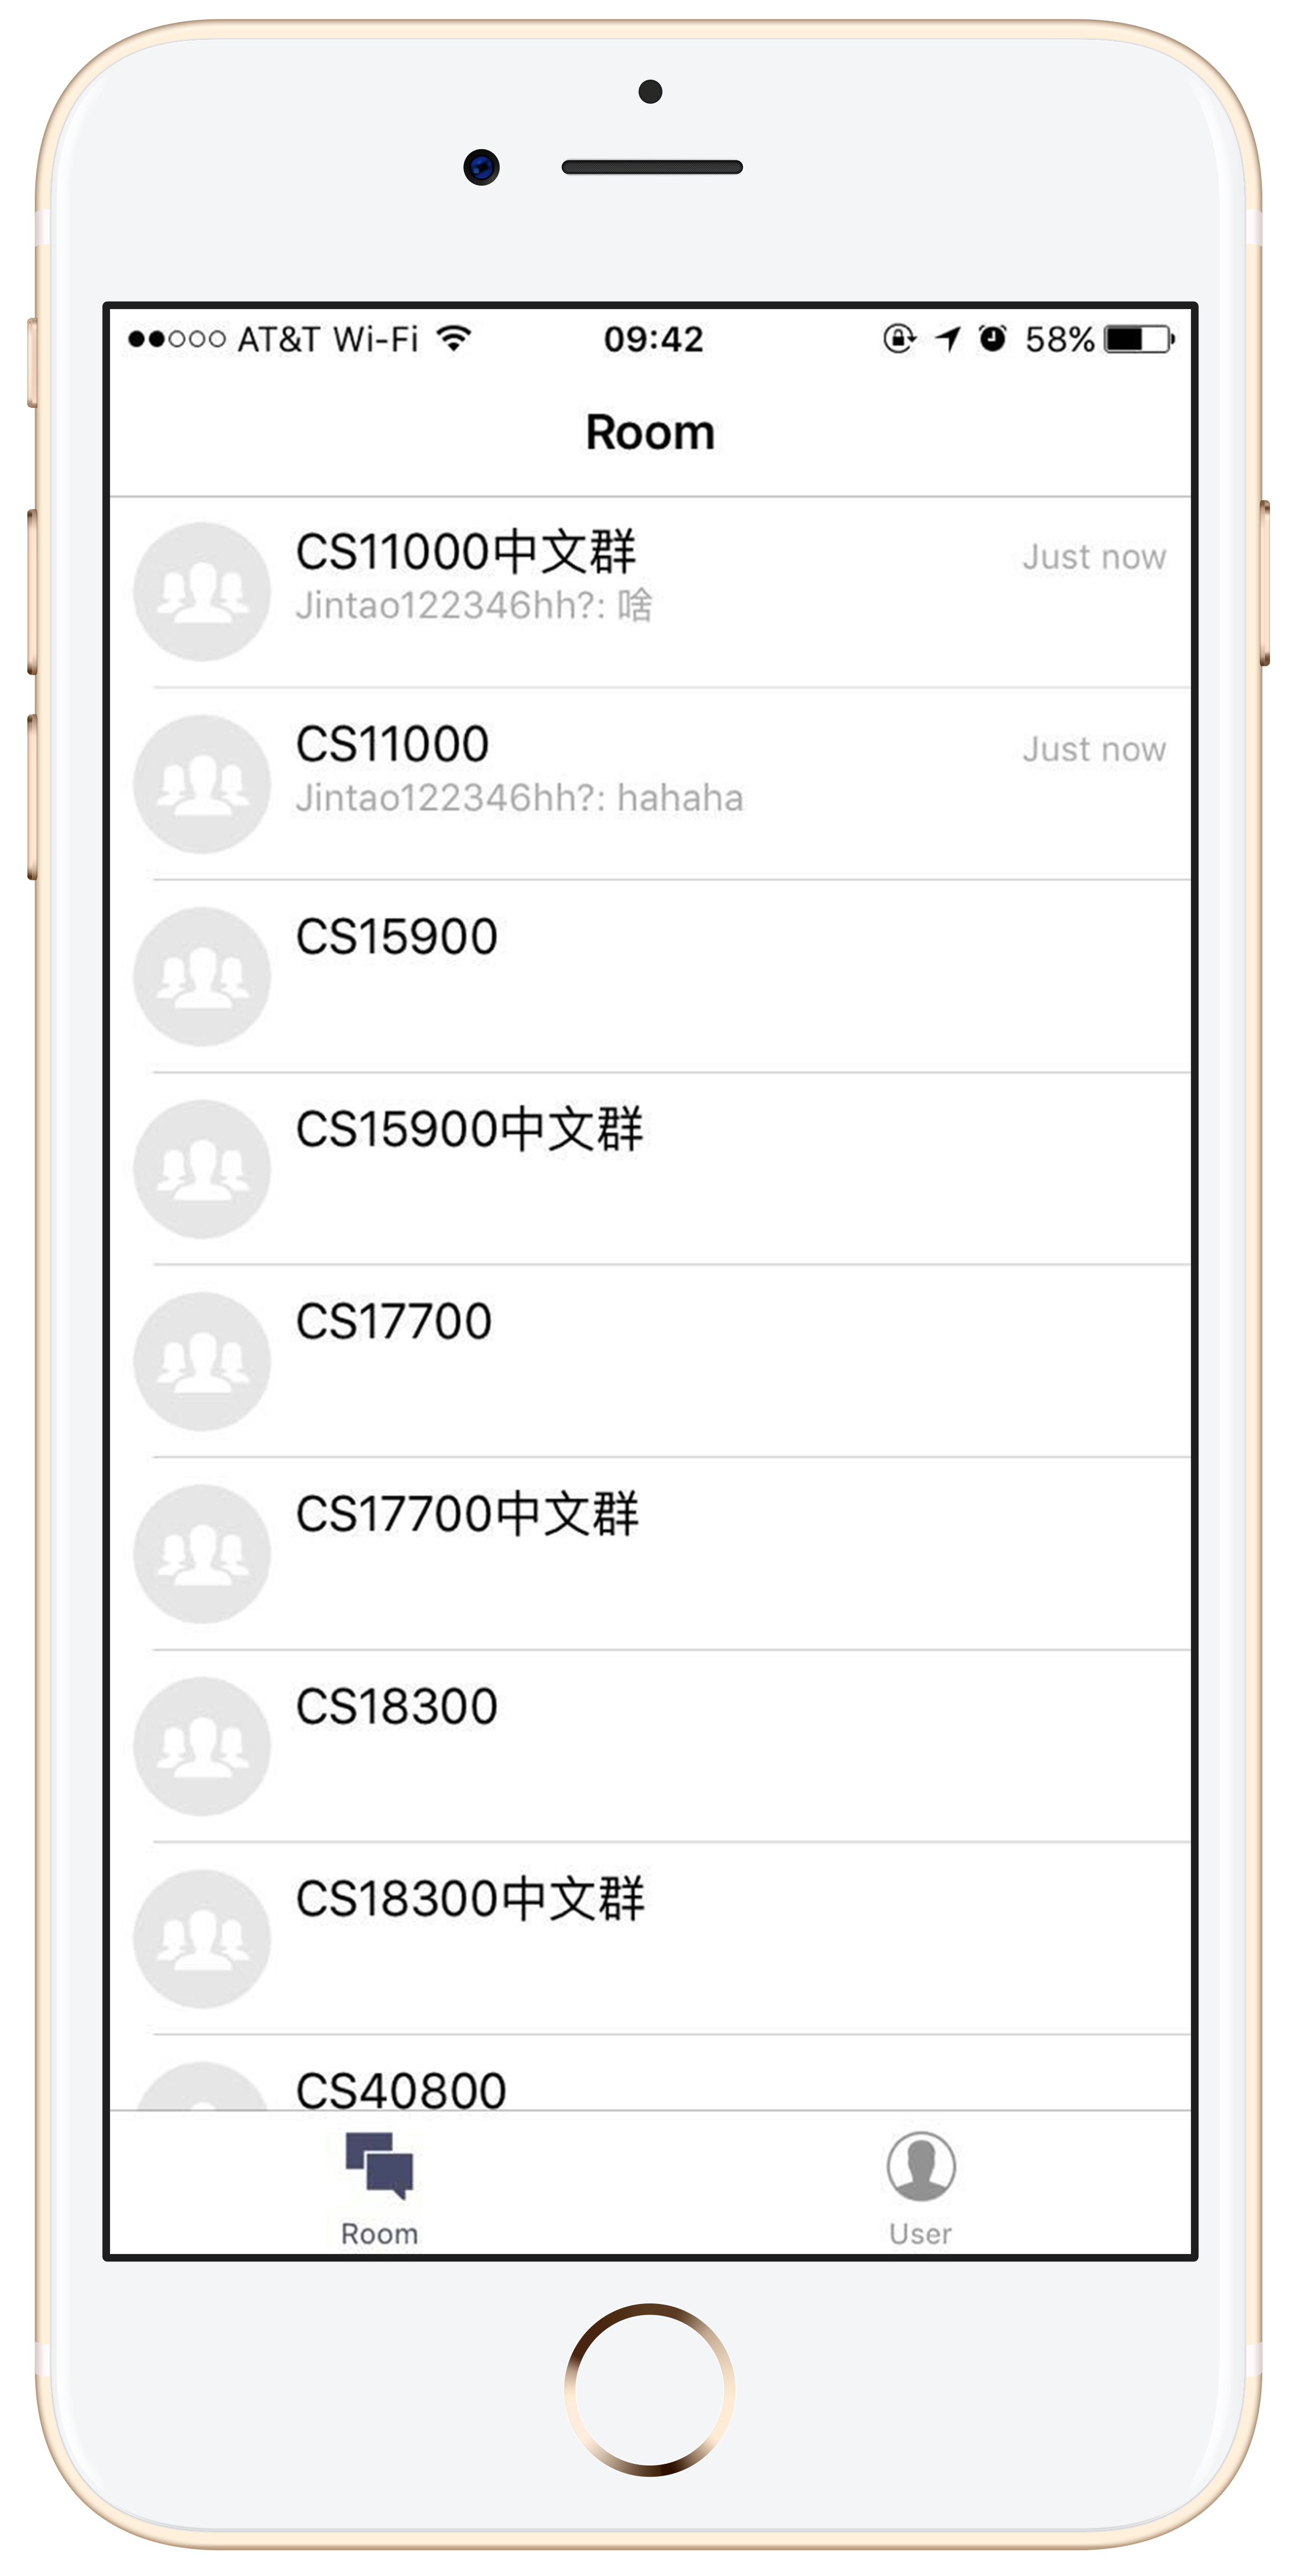 AT&T Wi-Fi 09:42 58%
Room
CS11000中文群 Just now
Jintao122346hh?: 啥
CS11000 Just now
Jintao122346hh?: hahaha
CS15900
CS15900中文群
CS17700
CS17700中文群
CS18300
CS18300中文群
CS40800
Room User